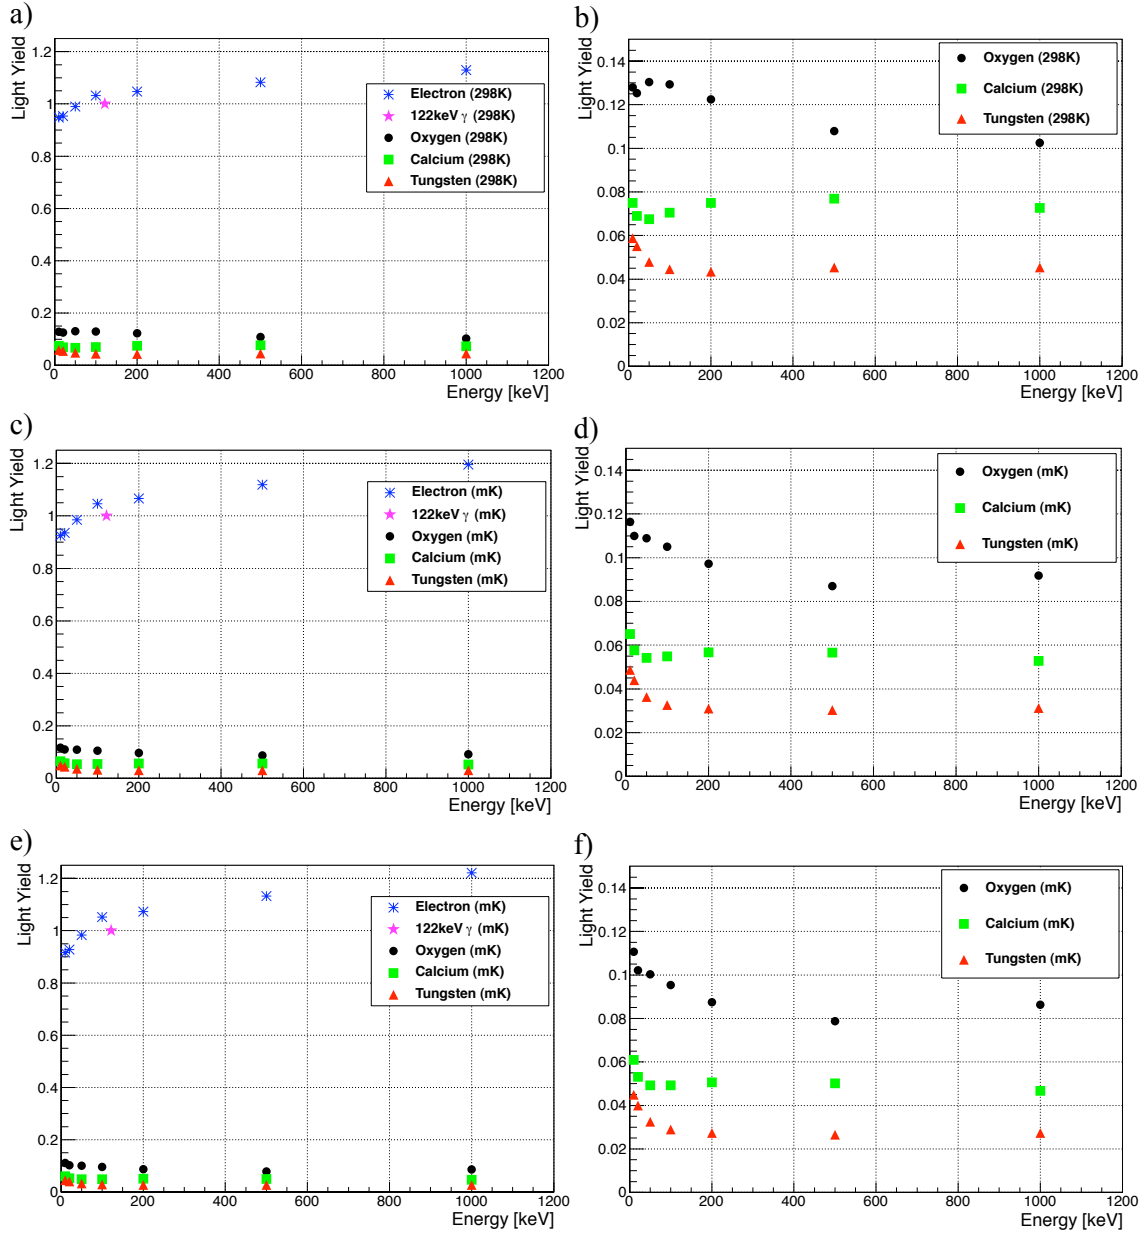 a)
Light Yield
1.2
1
0.8
0.6
0.4
0.2
0
0 200 400 600 800 1000 1200
Energy [keV]
Electron (298K)
122keV γ (298K)
Oxygen (298K)
Calcium (298K)
Tungsten (298K)
b)
Light Yield
0.14
0.12
0.1
0.08
0.06
0.04
0.02
0
0 200 400 600 800 1000 1200
Energy [keV]
Oxygen (298K)
Calcium (298K)
Tungsten (298K)
c)
Light Yield
1.2
1
0.8
0.6
0.4
0.2
0
0 200 400 600 800 1000 1200
Energy [keV]
Electron (mK)
122keV γ (mK)
Oxygen (mK)
Calcium (mK)
Tungsten (mK)
d)
Light Yield
0.14
0.12
0.1
0.08
0.06
0.04
0.02
0
0 200 400 600 800 1000 1200
Energy [keV]
Oxygen (mK)
Calcium (mK)
Tungsten (mK)
e)
Light Yield
1.2
1
0.8
0.6
0.4
0.2
0
0 200 400 600 800 1000 1200
Energy [keV]
Electron (mK)
122keV γ (mK)
Oxygen (mK)
Calcium (mK)
Tungsten (mK)
f)
Light Yield
0.14
0.12
0.1
0.08
0.06
0.04
0.02
0
0 200 400 600 800 1000 1200
Energy [keV]
Oxygen (mK)
Calcium (mK)
Tungsten (mK)